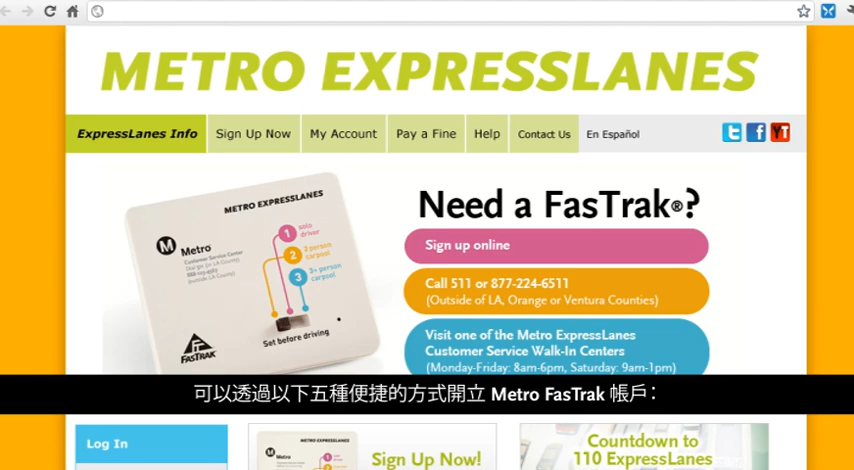 METRO EXPRESSLANES
ExpressLanes Info
Sign Up Now
My Account
Pay a Fine
Help
Contact Us
En Español
METRO EXPRESSLANES
M Metro
Customer Service Center
1 solo driver
2 2 person carpool
3 3+ person carpool
Set before driving
FASTRAK
Need a FasTrak®?
Sign up online
Call 511 or 877-224-6511
(Outside of LA, Orange or Ventura Counties)
Visit one of the Metro ExpressLanes
Customer Service Walk-In Centers
(Monday-Friday: 8am-6pm, Saturday: 9am-1pm)
可以透過以下五種便捷的方式開立 Metro FasTrak 帳戶：
Log In
METRO EXPRESSLANES
Sign Up Now!
Countdown to
110 ExpressLanes